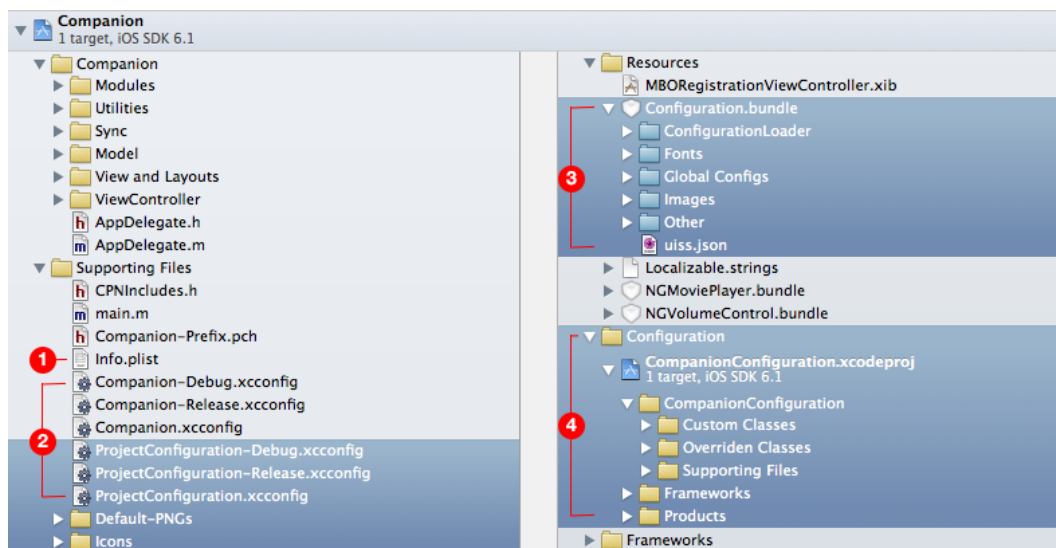 Companion
1 target, iOS SDK 6.1
Companion
Modules
Utilities
Sync
Model
View and Layouts
ViewController
h AppDelegate.h
m AppDelegate.m
Supporting Files
h CPNIncludes.h
m main.m
h Companion-Prefix.pch
1 Info.plist
Companion-Debug.xcconfig
Companion-Release.xcconfig
Companion.xcconfig
2 ProjectConfiguration-Debug.xcconfig
ProjectConfiguration-Release.xcconfig
ProjectConfiguration.xcconfig
Default-PNGs
Icons
Resources
MBORegistrationViewController.xib
Configuration.bundle
ConfigurationLoader
Fonts
3 Global Configs
Images
Other
uiss.json
Localizable.strings
NGMoviePlayer.bundle
NGVolumeControl.bundle
Configuration
CompanionConfiguration.xcodeproj
1 target, iOS SDK 6.1
CompanionConfiguration
4 Custom Classes
Overriden Classes
Supporting Files
Frameworks
Products
Frameworks